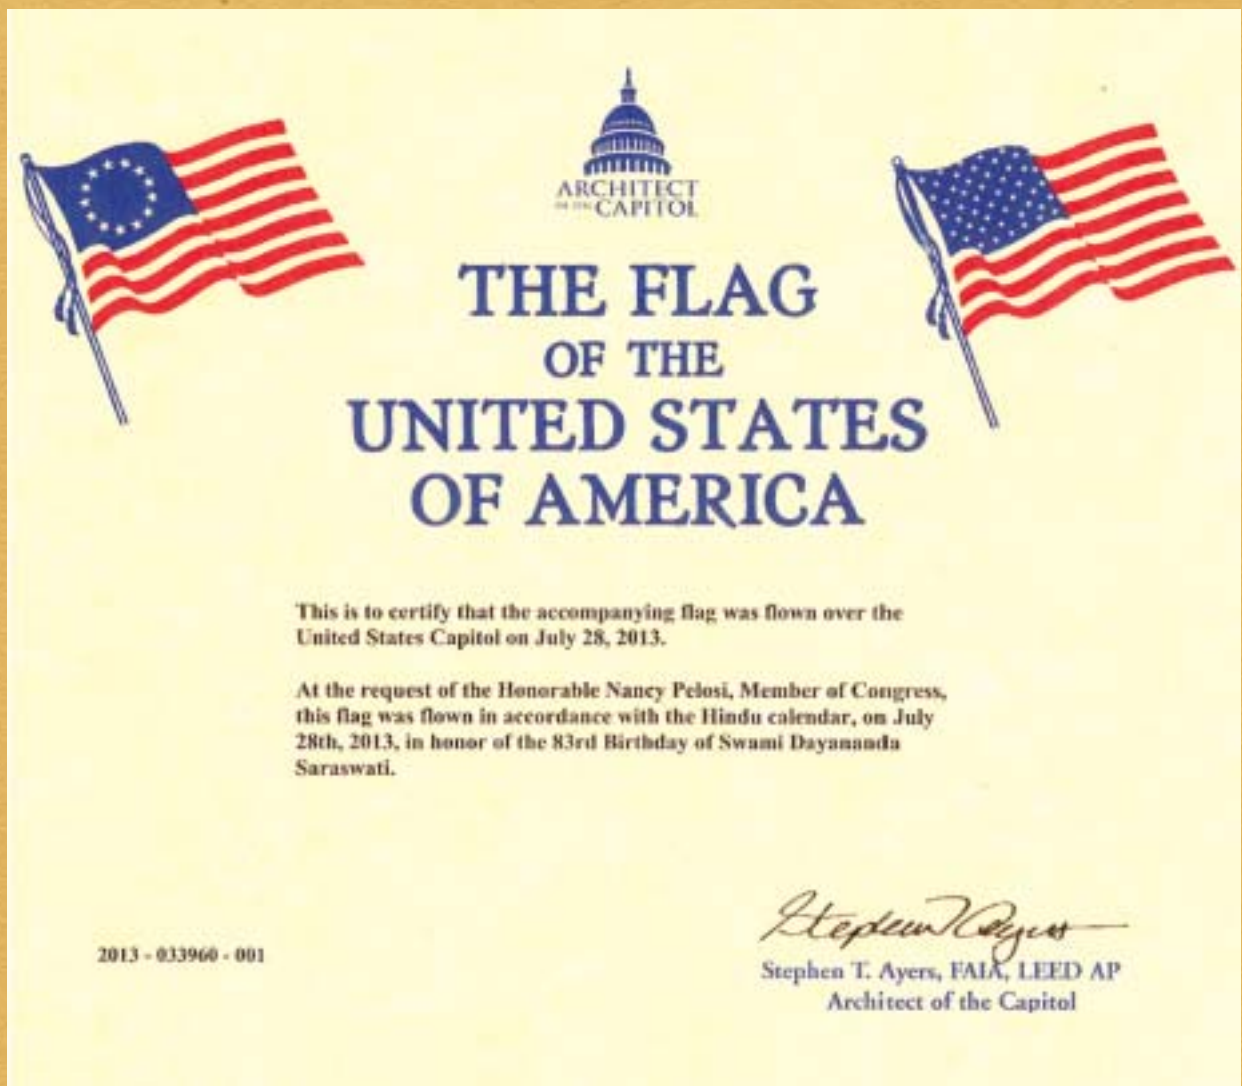 ARCHITECT
OF THE CAPITOL
THE FLAG
OF THE
UNITED STATES
OF AMERICA
This is to certify that the accompanying flag was flown over the
United States Capitol on July 28, 2013.
At the request of the Honorable Nancy Pelosi, Member of Congress,
this flag was flown in accordance with the Hindu calendar, on July
28th, 2013, in honor of the 83rd Birthday of Swami Dayananda
Saraswati.
Stephen T Ayers
2013 - 033960 - 001
Stephen T. Ayers, FAIA, LEED AP
Architect of the Capitol